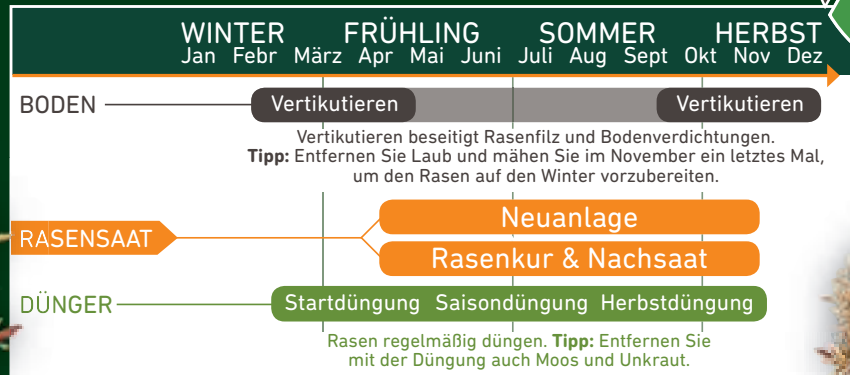 WINTER FRÜHLING SOMMER HERBST
Jan Febr März Apr Mai Juni Juli Aug Sept Okt Nov Dez
BODEN Vertikutieren Vertikutieren
Vertikutieren beseitigt Rasenfilz und Bodenverdichtungen.
Tipp: Entfernen Sie Laub und mähen Sie im November ein letztes Mal,
um den Rasen auf den Winter vorzubereiten.
Neuanlage
RASENSAAT
Rasenkur & Nachsaat
DÜNGER Startdüngung Saisondüngung Herbstdüngung
Rasen regelmäßig düngen. Tipp: Entfernen Sie
mit der Düngung auch Moos und Unkraut.